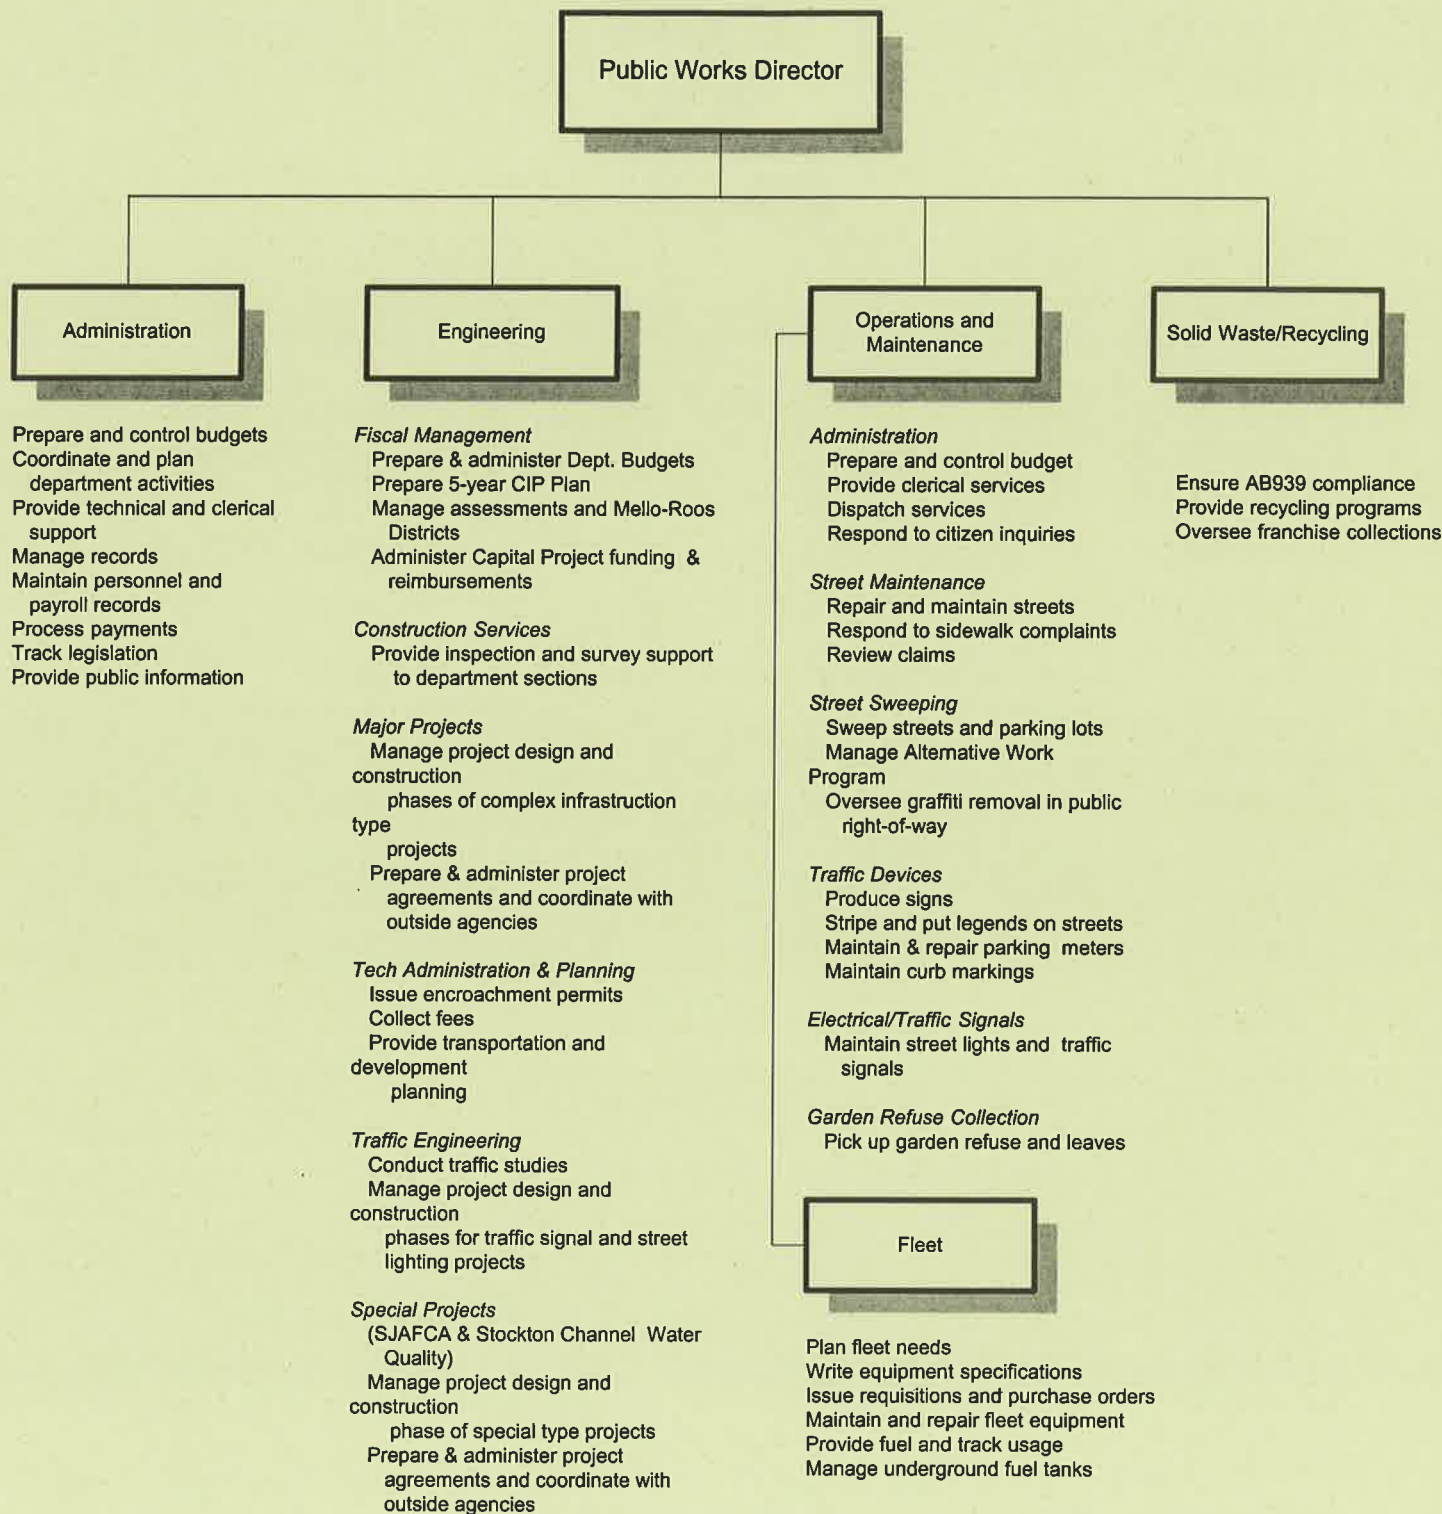 Public Works Director
Administration
Prepare and control budgets
Coordinate and plan
department activities
Provide technical and clerical
support
Manage records
Maintain personnel and
payroll records
Process payments
Track legislation
Provide public information
Engineering
Fiscal Management
Prepare & administer Dept. Budgets
Prepare 5-year CIP Plan
Manage assessments and Mello-Roos
Districts
Administer Capital Project funding &
reimbursements
Construction Services
Provide inspection and survey support
to department sections
Major Projects
Manage project design and
construction
phases of complex infrastruction
type
projects
Prepare & administer project
agreements and coordinate with
outside agencies
Tech Administration & Planning
Issue encroachment permits
Collect fees
Provide transportation and
development
planning
Traffic Engineering
Conduct traffic studies
Manage project design and
construction
phases for traffic signal and street
lighting projects
Special Projects
(SJAFCA & Stockton Channel Water
Quality)
Manage project design and
construction
phase of special type projects
Prepare & administer project
agreements and coordinate with
outside agencies
Operations and
Maintenance
Administration
Prepare and control budget
Provide clerical services
Dispatch services
Respond to citizen inquiries
Street Maintenance
Repair and maintain streets
Respond to sidewalk complaints
Review claims
Street Sweeping
Sweep streets and parking lots
Manage Alternative Work
Program
Oversee graffiti removal in public
right-of-way
Traffic Devices
Produce signs
Stripe and put legends on streets
Maintain & repair parking meters
Maintain curb markings
Electrical/Traffic Signals
Maintain street lights and traffic
signals
Garden Refuse Collection
Pick up garden refuse and leaves
Fleet
Plan fleet needs
Write equipment specifications
Issue requisitions and purchase orders
Maintain and repair fleet equipment
Provide fuel and track usage
Manage underground fuel tanks
Solid Waste/Recycling
Ensure AB939 compliance
Provide recycling programs
Oversee franchise collections